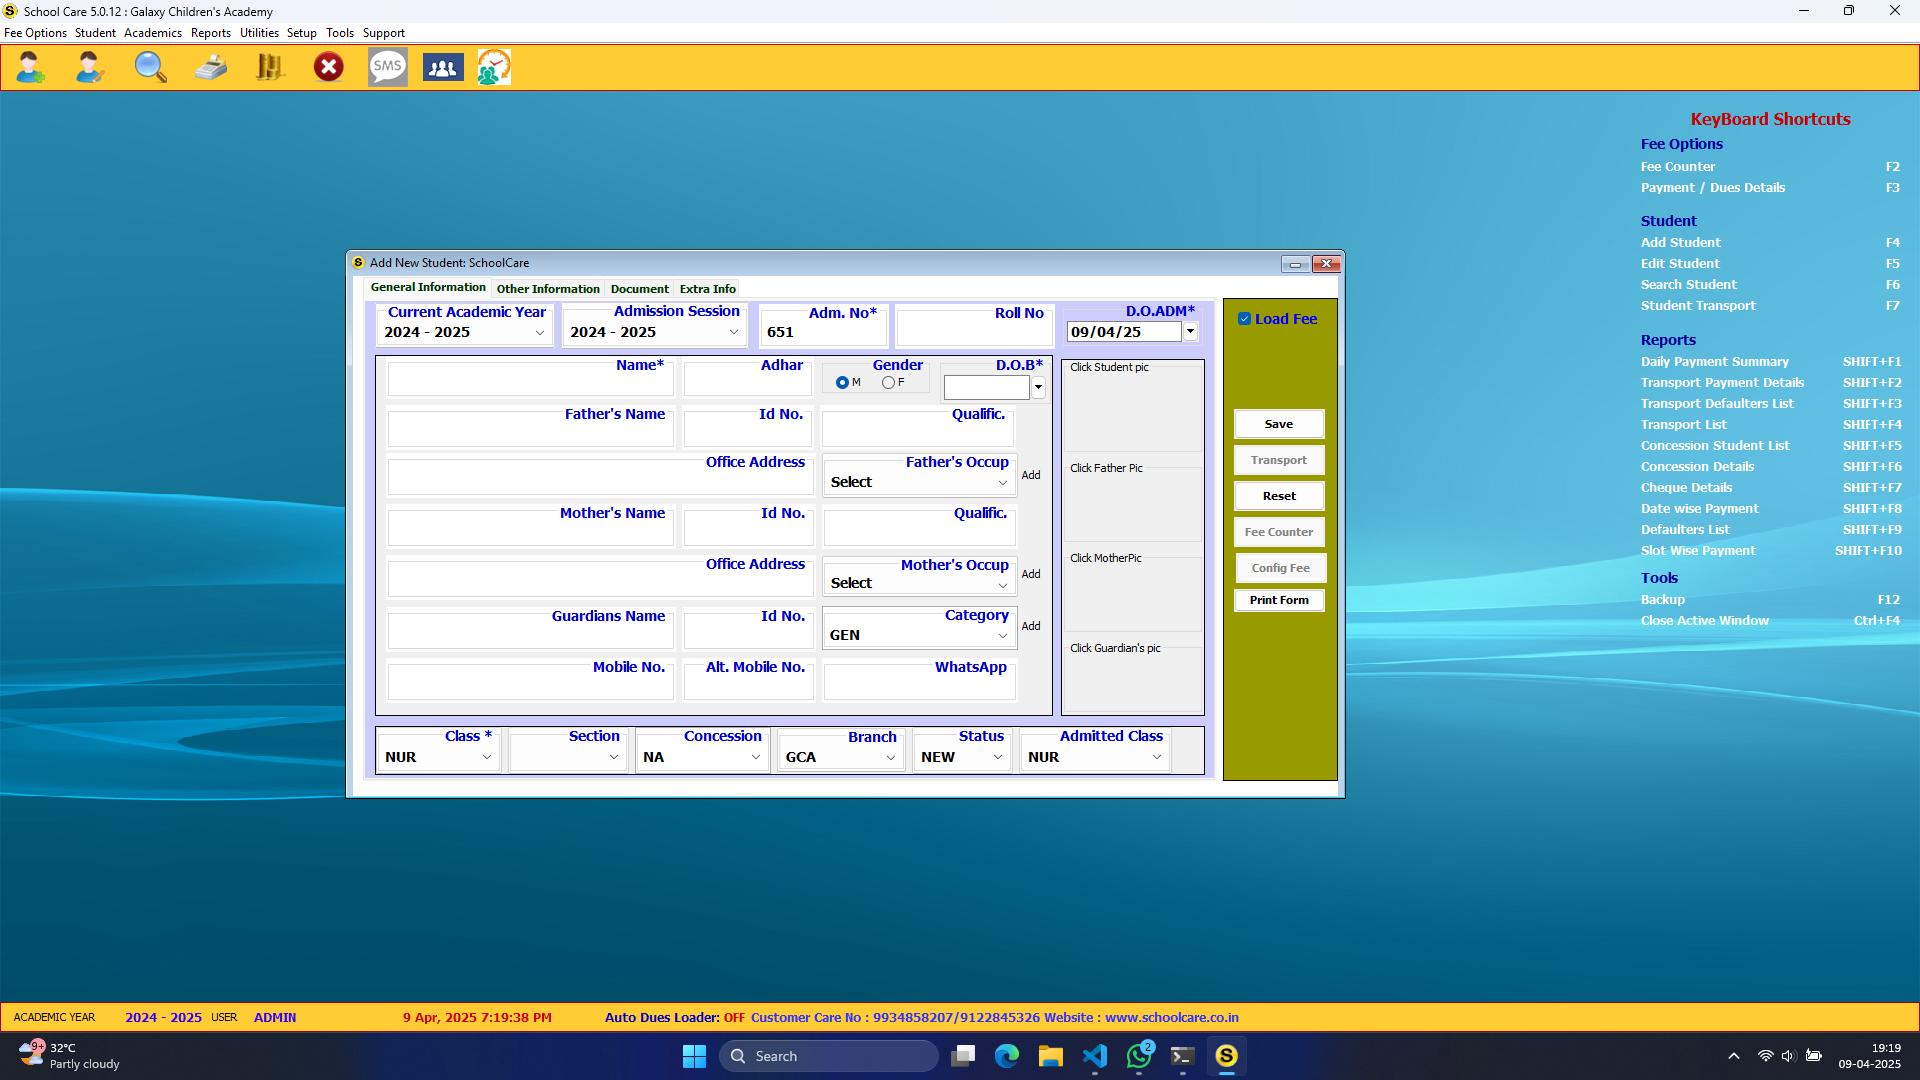 School Care 5.0.12 : Galaxy Children's Academy
Fee Options Student Academics Reports Utilities Setup Tools Support
SMS
KeyBoard Shortcuts
Fee Options
Fee Counter F2
Payment / Dues Details F3
Student
Add Student F4
Edit Student F5
Search Student F6
Student Transport F7
Reports
Daily Payment Summary SHIFT+F1
Transport Payment Details SHIFT+F2
Transport Defaulters List SHIFT+F3
Transport List SHIFT+F4
Concession Student List SHIFT+F5
Concession Details SHIFT+F6
Cheque Details SHIFT+F7
Date wise Payment SHIFT+F8
Defaulters List SHIFT+F9
Slot Wise Payment SHIFT+F10
Tools
Backup F12
Close Active Window Ctrl+F4
Add New Student: SchoolCare
General Information Other Information Document Extra Info
Current Academic Year Admission Session Adm. No* Roll No D.O.ADM*
2024 - 2025 2024 - 2025 651 09/04/25
Name* Adhar Gender D.O.B*
M F
Father's Name Id No. Qualific.
Office Address Father's Occup
Select Add
Mother's Name Id No. Qualific.
Office Address Mother's Occup
Select Add
Guardians Name Id No. Category
GEN Add
Mobile No. Alt. Mobile No. WhatsApp
Click Student pic
Click Father Pic
Click MotherPic
Click Guardian's pic
Class * Section Concession Branch Status Admitted Class
NUR NA GCA NEW NUR
Load Fee
Save
Transport
Reset
Fee Counter
Config Fee
Print Form
ACADEMIC YEAR 2024 - 2025 USER ADMIN 9 Apr, 2025 7:19:38 PM Auto Dues Loader: OFF Customer Care No : 9934858207/9122845326 Website : www.schoolcare.co.in
9+
32°C
Partly cloudy
Search
2
19:19
09-04-2025